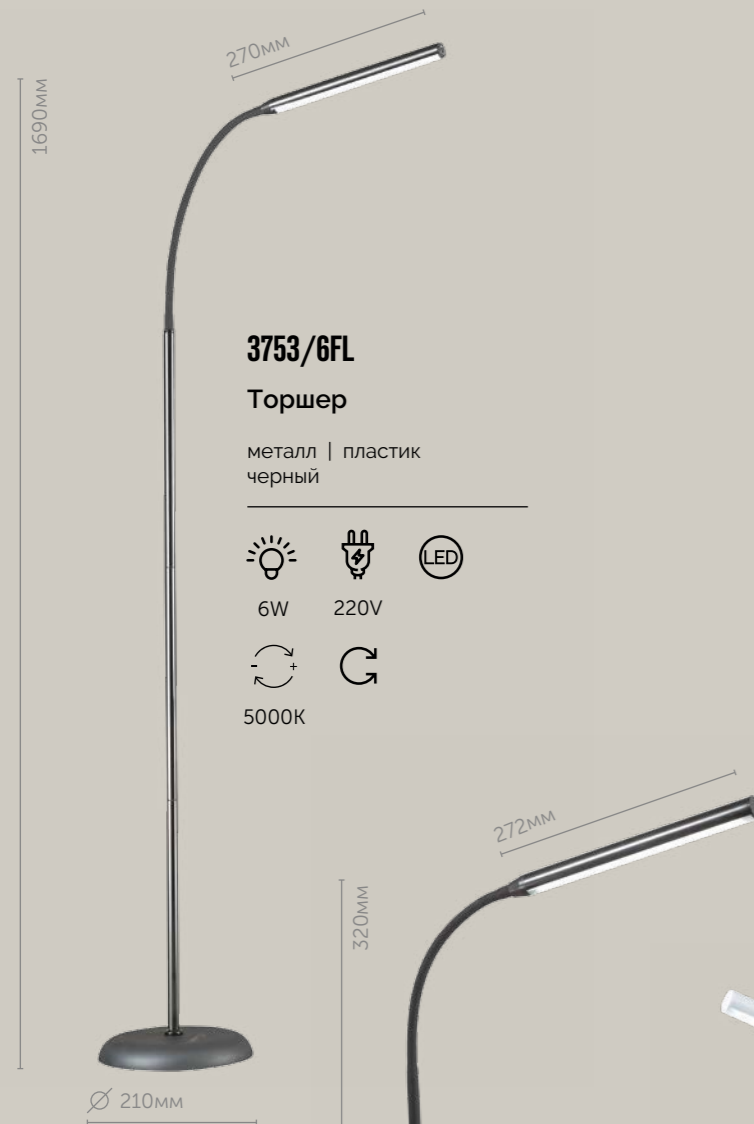 270мм
1690мм
3753/6FL
Торшер
металл | пластик
черный
LED
6W 220V
- +
5000K
272мм
320мм
⌀ 210мм